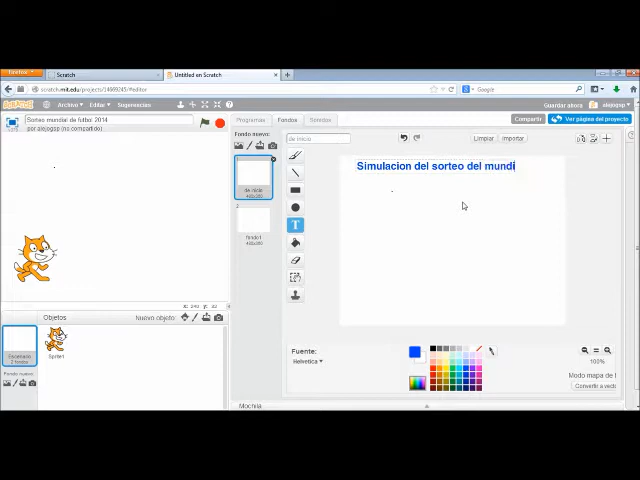 Firefox
Scratch
Untitled on Scratch
scratch.mit.edu/projects/14669245/#editor
Google
SCRATCH
Archivo
Editar
Sugerencias
Guardar ahora
alejogsp
Sorteo mundial de futbol 2014
por alejogsp (no compartido)
Programas
Fondos
Sonidos
Compartir
Ver página del proyecto
Fondo nuevo:
de inicio
Limpiar
Importar
de inicio
480x360
2
fondo1
480x360
Simulacion del sorteo del mundi
T
Objetos
Nuevo objeto:
Escenario
2 fondos
Fondo nuevo
Sprite1
Fuente:
Helvetica
100%
Modo mapa de
Convertir a vect
Mochila